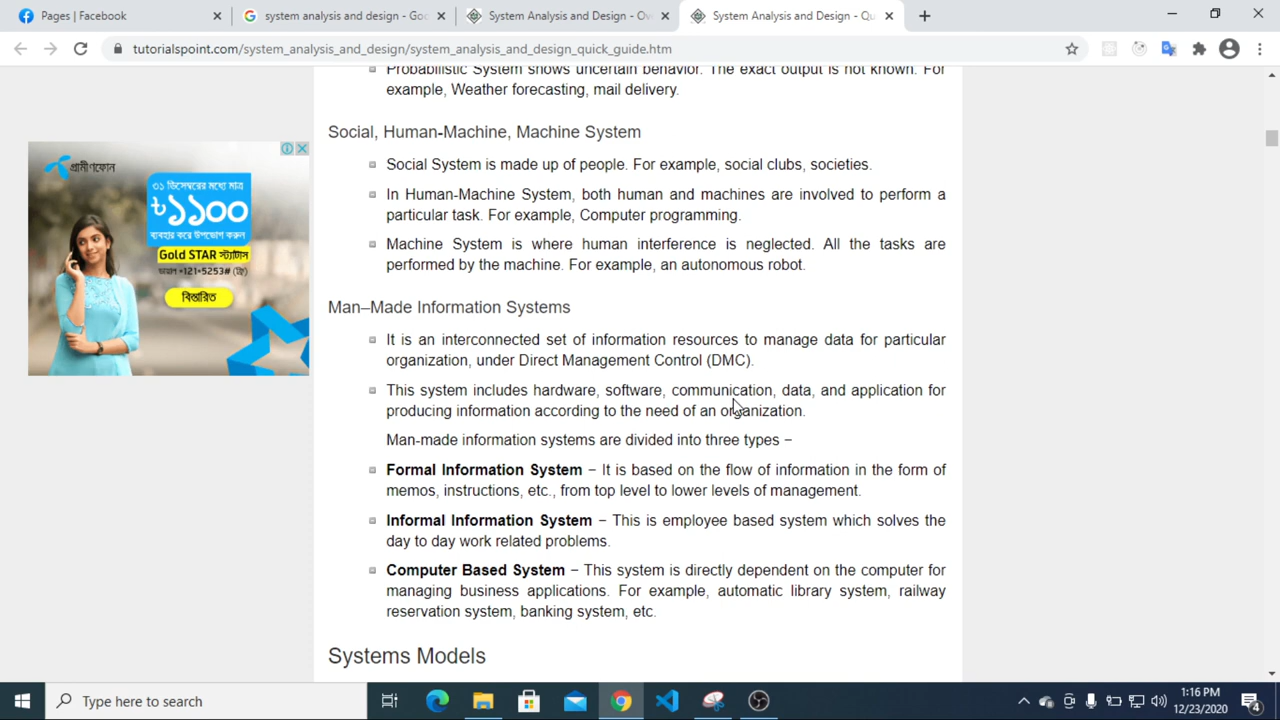 Pages | Facebook
system analysis and design - Goo
System Analysis and Design - Ove
System Analysis and Design - Qu
tutorialspoint.com/system_analysis_and_design/system_analysis_and_design_quick_guide.htm
Probabilistic System shows uncertain behavior. The exact output is not known. For
example, Weather forecasting, mail delivery.
Social, Human-Machine, Machine System
Social System is made up of people. For example, social clubs, societies.
In Human-Machine System, both human and machines are involved to perform a
particular task. For example, Computer programming.
Machine System is where human interference is neglected. All the tasks are
performed by the machine. For example, an autonomous robot.
গ্রামীণফোন
৩১ ডিসেম্বরের মধ্যে মাত্র
৳১১০০
ব্যবহার করে উপভোগ করুন
Gold STAR স্ট্যাটাস
ডায়াল *121*5253# (ফ্রি)
বিস্তারিত
Man–Made Information Systems
It is an interconnected set of information resources to manage data for particular
organization, under Direct Management Control (DMC).
This system includes hardware, software, communication, data, and application for
producing information according to the need of an organization.
Man-made information systems are divided into three types −
Formal Information System − It is based on the flow of information in the form of
memos, instructions, etc., from top level to lower levels of management.
Informal Information System − This is employee based system which solves the
day to day work related problems.
Computer Based System − This system is directly dependent on the computer for
managing business applications. For example, automatic library system, railway
reservation system, banking system, etc.
Systems Models
Type here to search
1:16 PM
12/23/2020
4